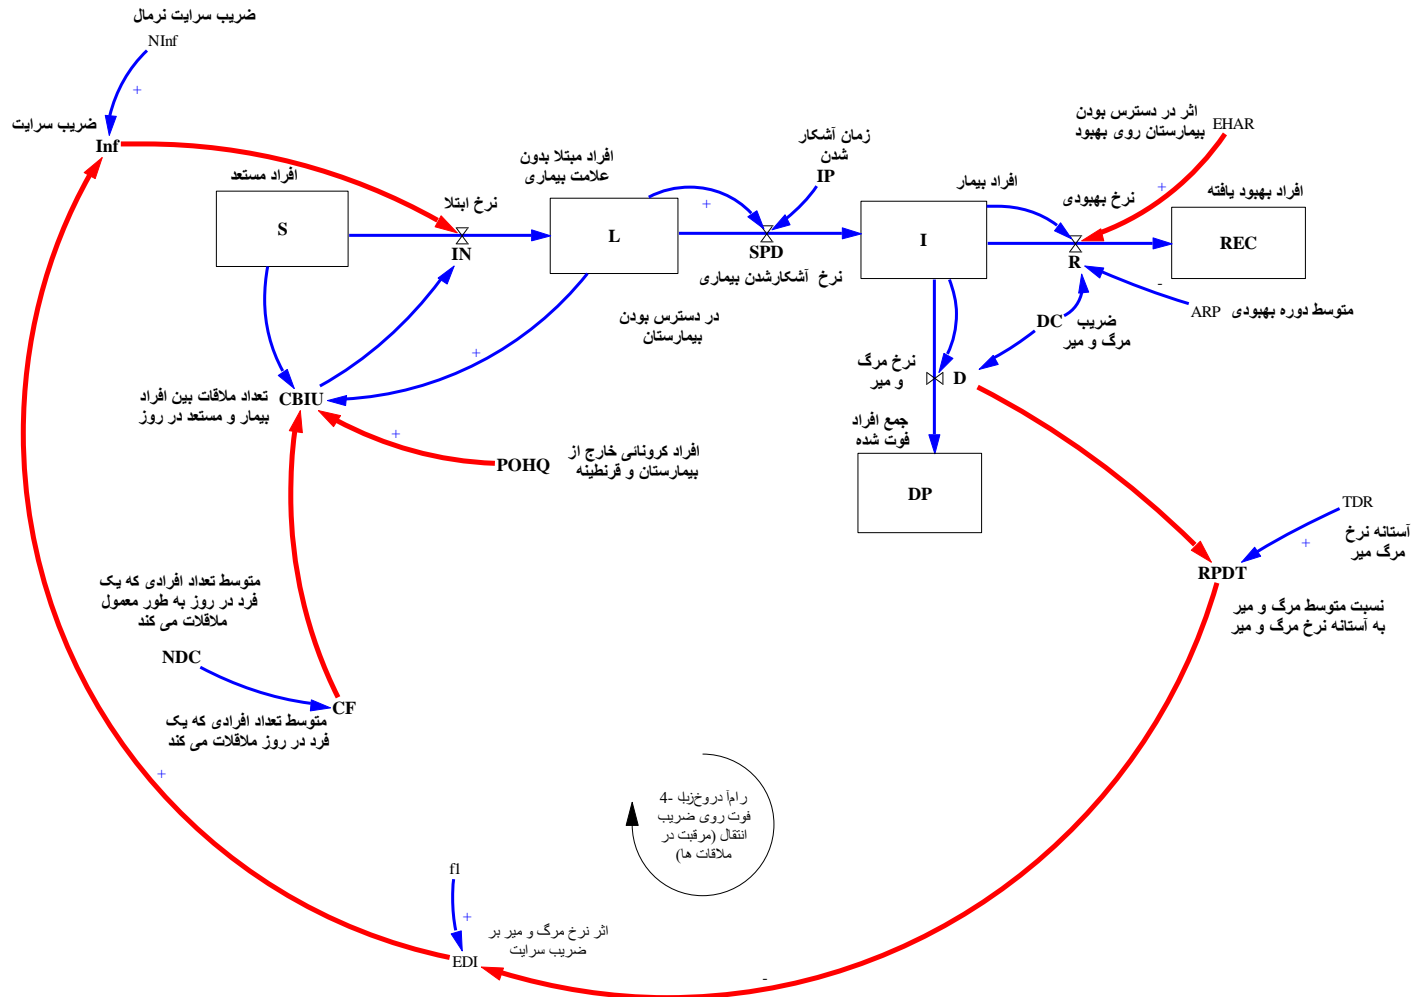 ضریب سرایت نرمال
NInf
+
ضریب سرایت
Inf
افراد مستعد
S
نرخ ابتلا
IN
افراد مبتلا بدون
علامت بیماری
L
+
زمان آشکار
شدن
IP
SPD
نرخ آشکارشدن بیماری
افراد بیمار
I
اثر در دسترس بودن
بیمارستان روی بهبود
EHAR
+
نرخ بهبودی
R
افراد بهبود یافته
REC
-
ARP
متوسط دوره بهبودی
DC
ضریب
مرگ و میر
در دسترس بودن
بیمارستان
+
نرخ مرگ
و میر
D
تعداد ملاقات بین افراد
بیمار و مستعد در روز
CBIU
+
POHQ
افراد کرونائی خارج از
بیمارستان و قرنطینه
جمع افراد
فوت شده
DP
TDR
+
آستانه نرخ
مرگ میر
RPDT
نسبت متوسط مرگ و میر
به آستانه نرخ مرگ و میر
متوسط تعداد افرادی که یک
فرد در روز به طور معمول
ملاقلات می کند
NDC
CF
متوسط تعداد افرادی که یک
فرد در روز ملاقلات می کند
+
4-
فوت روی ضریب
انتقال (مرقبت در
ملاقات ها)
f1
+
EDI
اثر نرخ مرگ و میر بر
ضریب سرایت
-